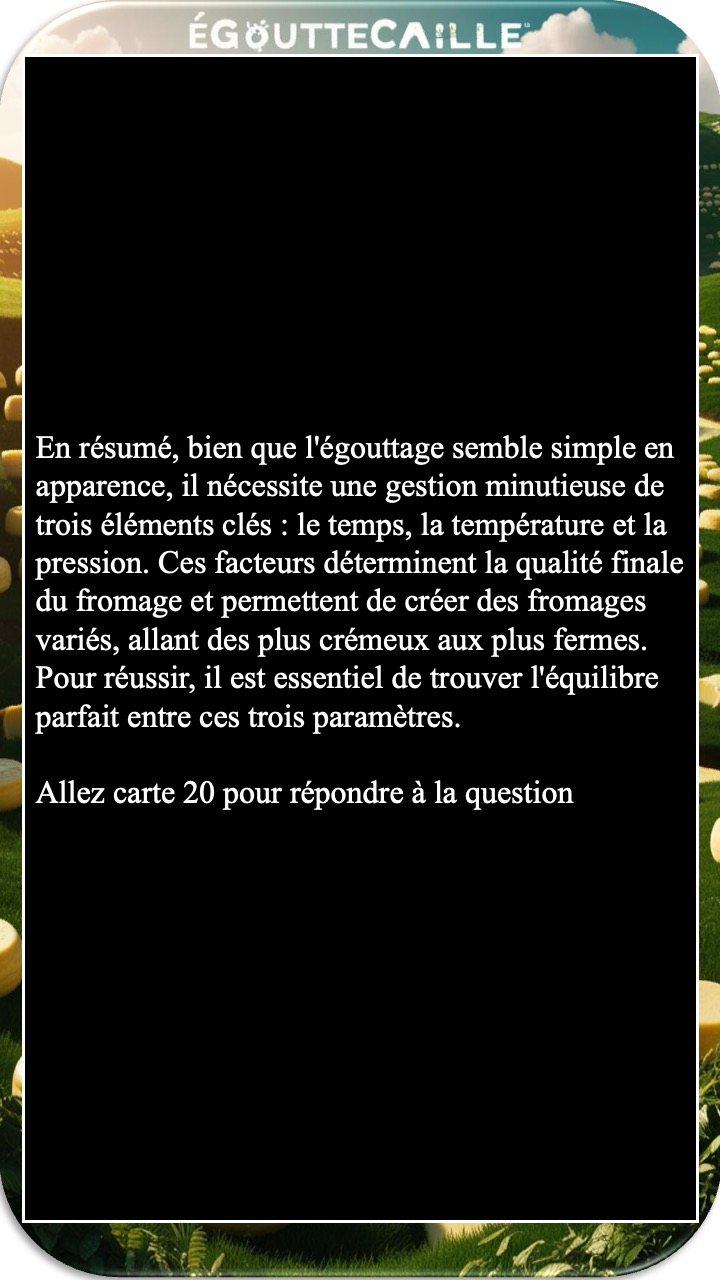 ÉGOUTTECAILLE
En résumé, bien que l'égouttage semble simple en
apparence, il nécessite une gestion minutieuse de
trois éléments clés : le temps, la température et la
pression. Ces facteurs déterminent la qualité finale
du fromage et permettent de créer des fromages
variés, allant des plus crémeux aux plus fermes.
Pour réussir, il est essentiel de trouver l'équilibre
parfait entre ces trois paramètres.
Allez carte 20 pour répondre à la question